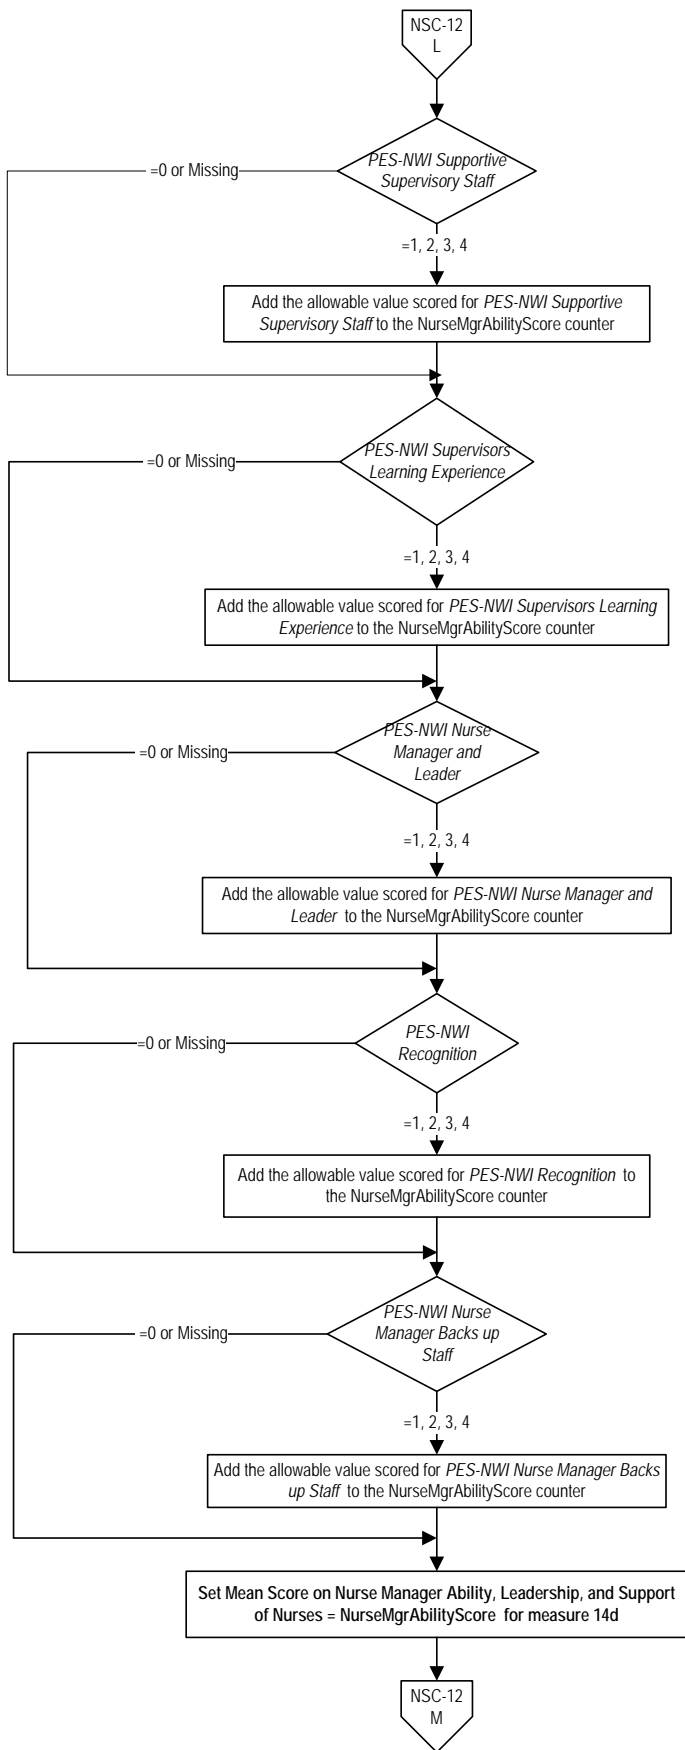 NSC-12
L
PES-NWI Supportive
Supervisory Staff
=0 or Missing
=1, 2, 3, 4
Add the allowable value scored for PES-NWI Supportive
Supervisory Staff to the NurseMgrAbilityScore counter
PES-NWI Supervisors
Learning Experience
=0 or Missing
=1, 2, 3, 4
Add the allowable value scored for PES-NWI Supervisors Learning
Experience to the NurseMgrAbilityScore counter
PES-NWI Nurse
Manager and
Leader
=0 or Missing
=1, 2, 3, 4
Add the allowable value scored for PES-NWI Nurse Manager and
Leader to the NurseMgrAbilityScore counter
PES-NWI
Recognition
=0 or Missing
=1, 2, 3, 4
Add the allowable value scored for PES-NWI Recognition to
the NurseMgrAbilityScore counter
PES-NWI Nurse
Manager Backs up
Staff
=0 or Missing
=1, 2, 3, 4
Add the allowable value scored for PES-NWI Nurse Manager Backs
up Staff to the NurseMgrAbilityScore counter
Set Mean Score on Nurse Manager Ability, Leadership, and Support
of Nurses = NurseMgrAbilityScore for measure 14d
NSC-12
M